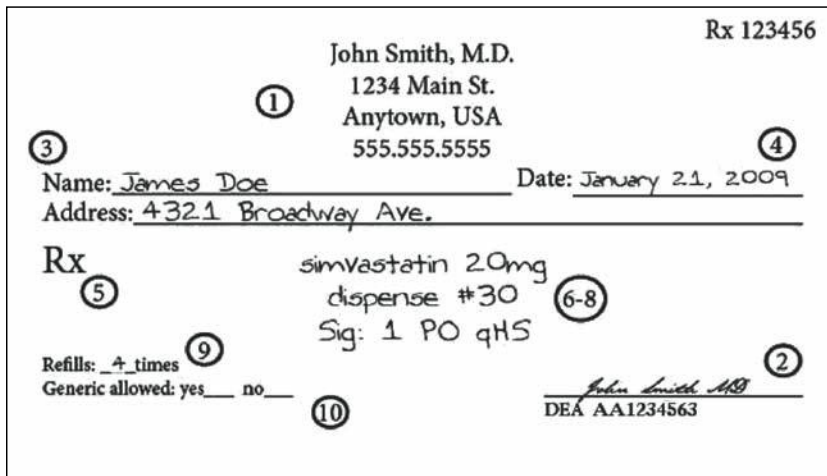 Rx 123456
John Smith, M.D.
1234 Main St.
1
Anytown, USA
3
555.555.5555
4
Name: James Doe Date: January 21, 2009
Address: 4321 Broadway Ave.
Rx
simvastatin 20mg
5
dispense #30
6-8
Sig: 1 PO qHS
9
Refills: 4 times
2
Generic allowed: yes___ no___
John Smith MD
10
DEA AA1234563